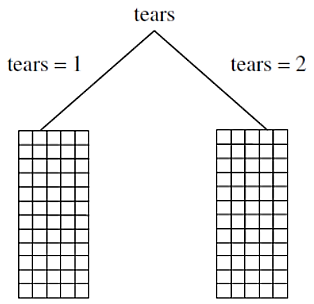 tears
tears = 1
tears = 2